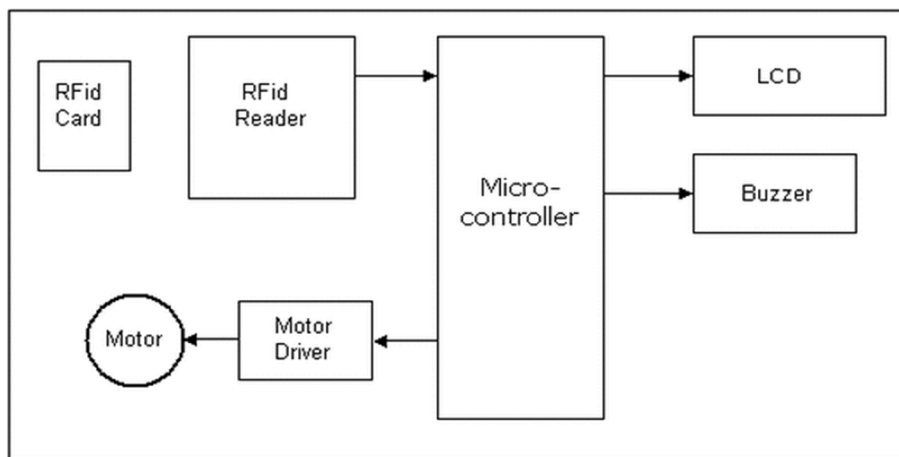 RFid
Card
RFid
Reader
Micro-
controller
LCD
Buzzer
Motor
Motor
Driver